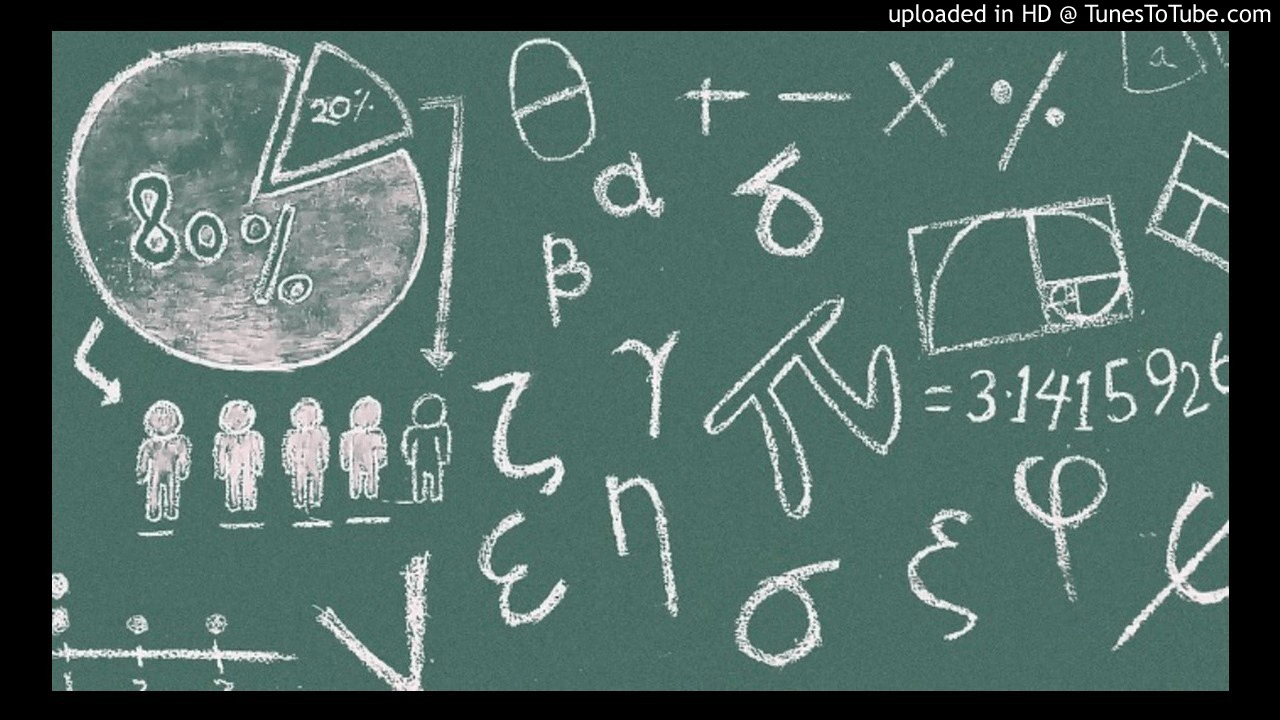 uploaded in HD @ TunesToTube.com
20%
80%
θ + − × %
a
α δ
β
γ
π = 3.1415926
ζ
η
φ
ε
ξ
ψ
σ
ν